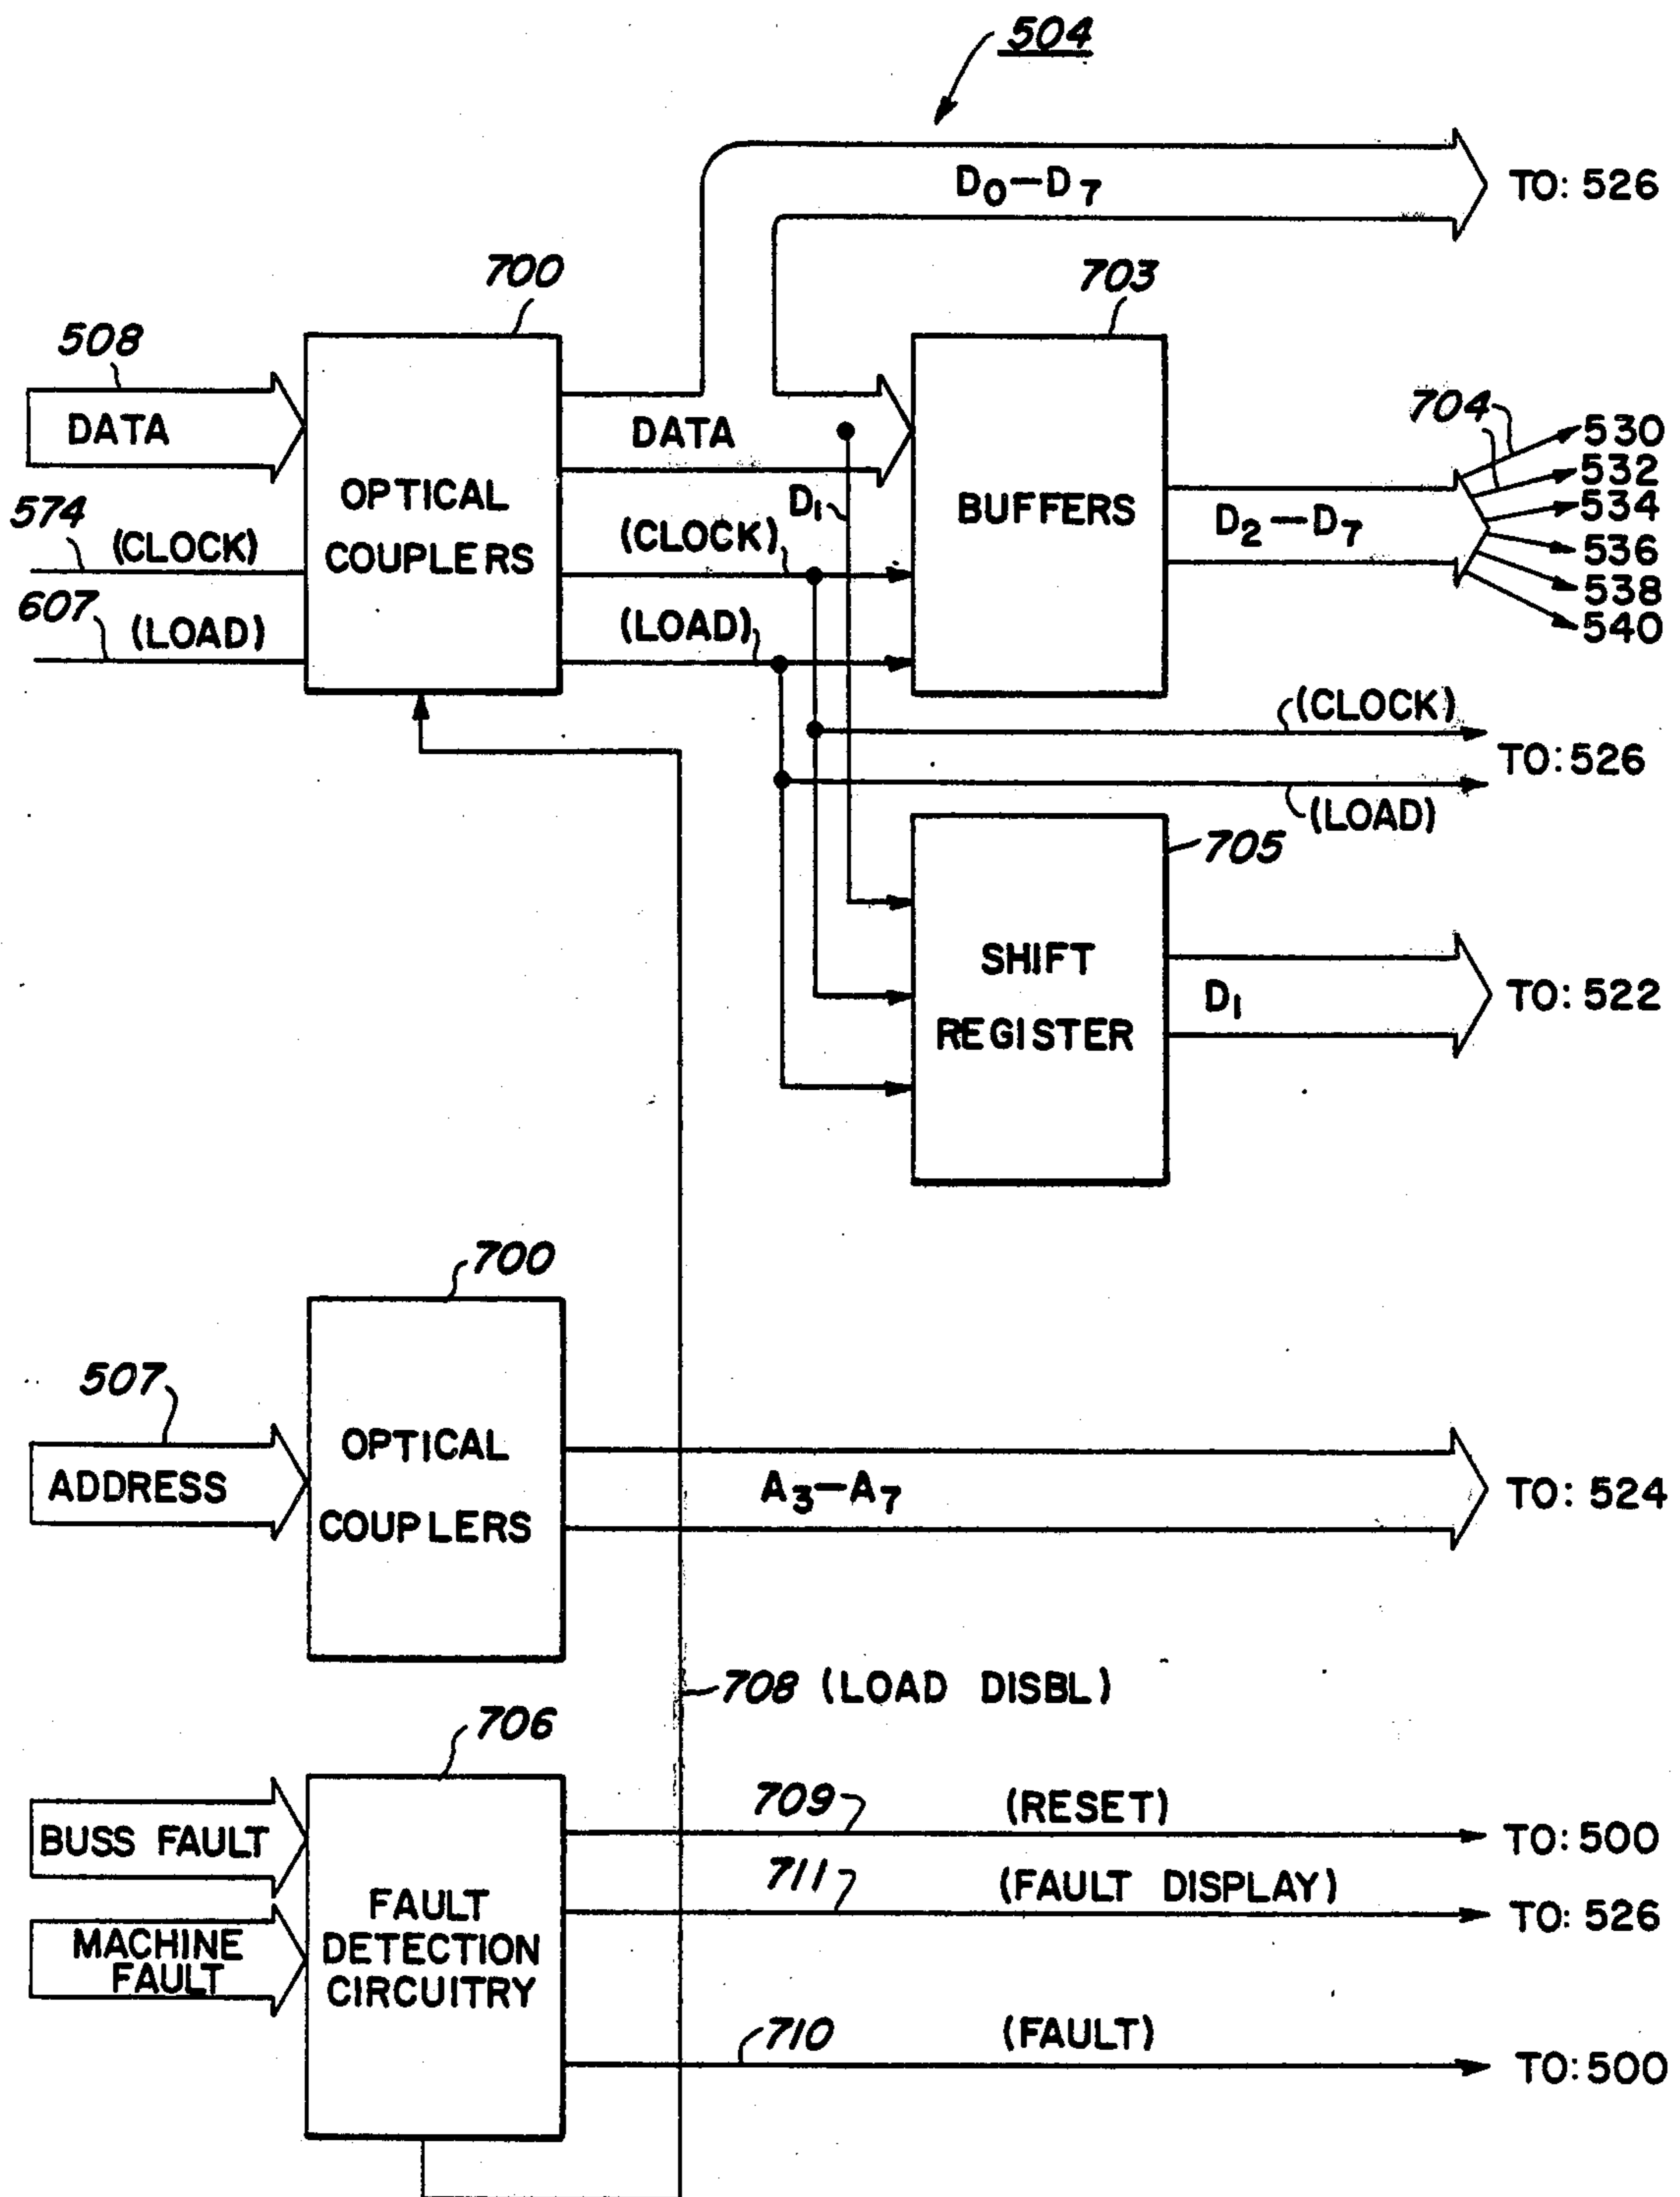 504
D0–D7
TO: 526
700
703
508
DATA
DATA
OPTICAL
COUPLERS
BUFFERS
574
(CLOCK)
(CLOCK)
607
(LOAD)
(LOAD)
D1
D2–D7
704
530
532
534
536
538
540
(CLOCK)
TO: 526
(LOAD)
705
SHIFT
REGISTER
D1
TO: 522
700
507
ADDRESS
OPTICAL
COUPLERS
A3–A7
TO: 524
708 (LOAD DISBL)
706
BUSS FAULT
MACHINE
FAULT
FAULT
DETECTION
CIRCUITRY
709
(RESET)
TO: 500
711
(FAULT DISPLAY)
TO: 526
710
(FAULT)
TO: 500